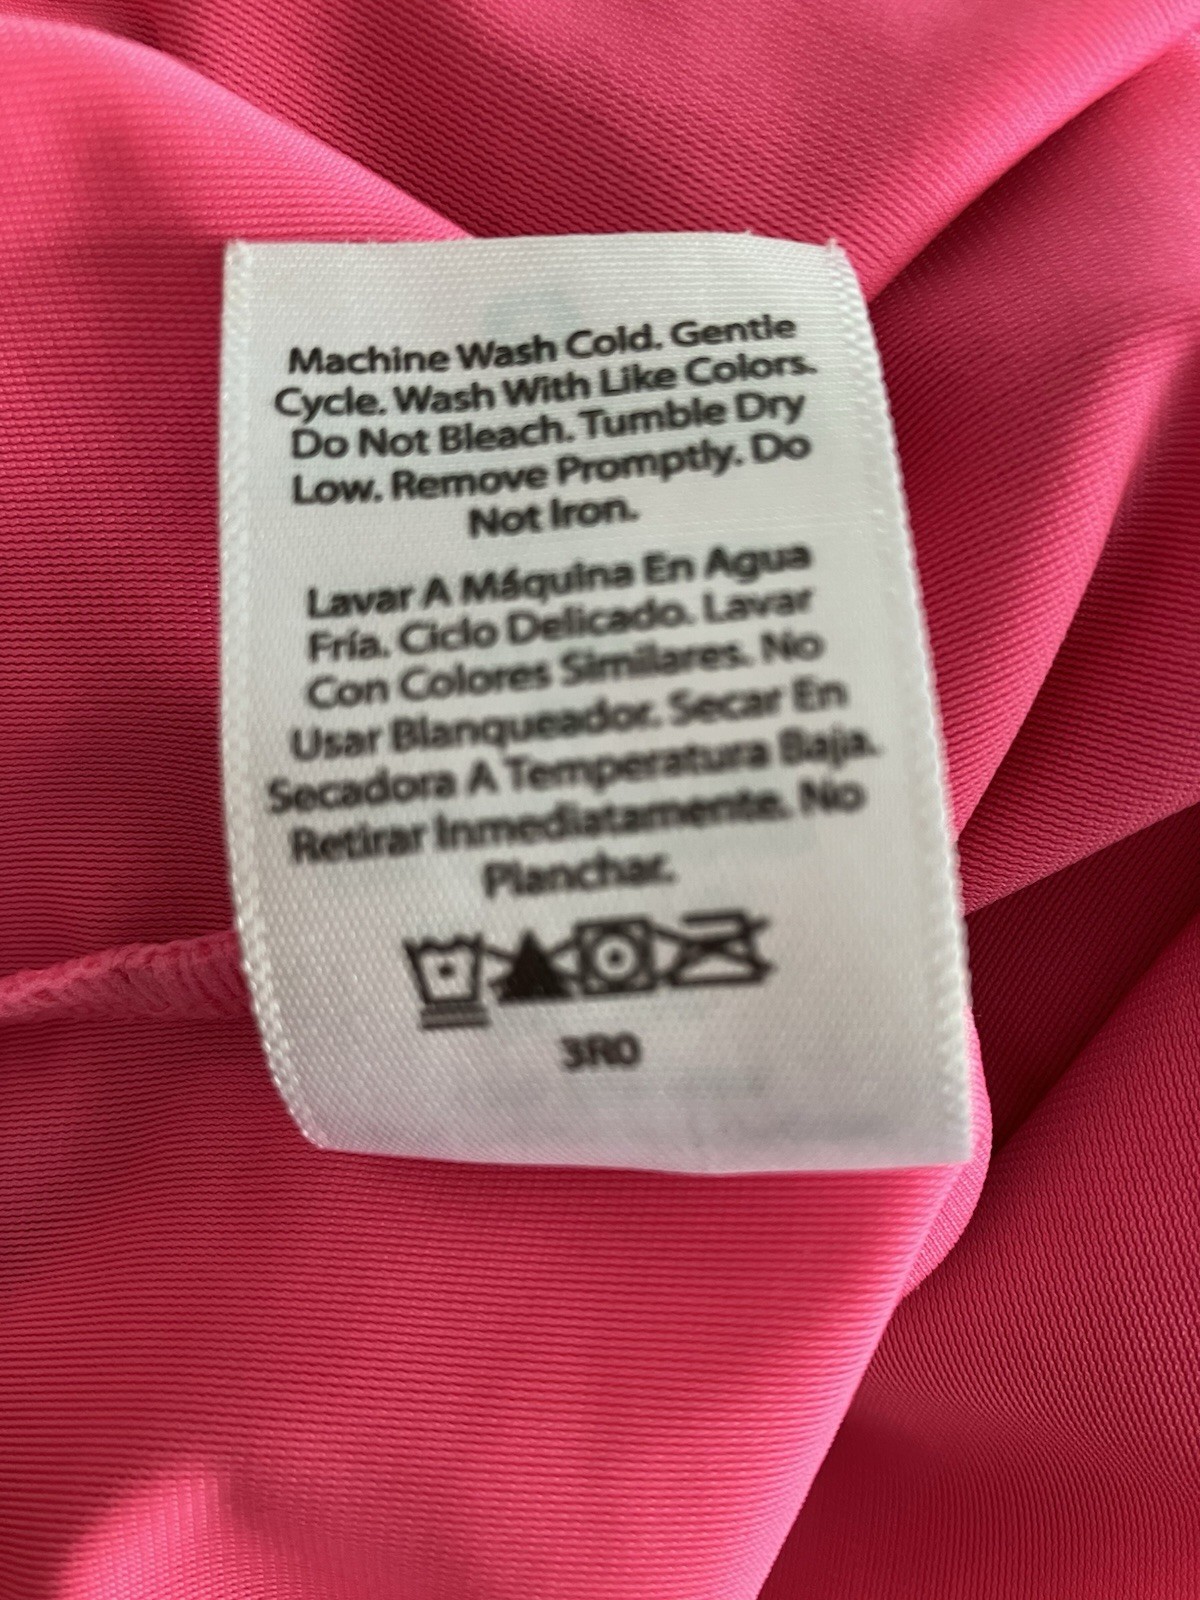 Machine Wash Cold. Gentle
Cycle. Wash With Like Colors.
Do Not Bleach. Tumble Dry
Low. Remove Promptly. Do
Not Iron.
Lavar A Máquina En Agua
Fría. Ciclo Delicado. Lavar
Con Colores Similares. No
Usar Blanqueador. Secar En
Secadora A Temperatura Baja.
Retirar Inmediatamente. No
Planchar.
3R0